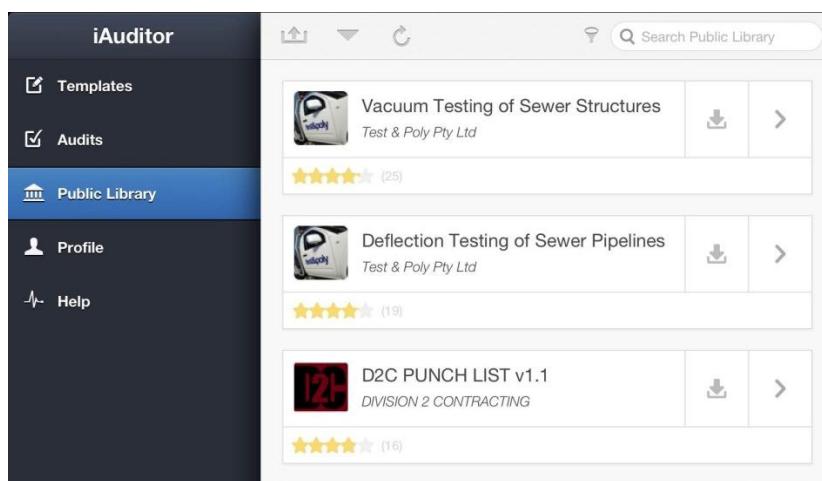 iAuditor
Search Public Library
Templates
Audits
Public Library
Profile
Help
Vacuum Testing of Sewer Structures
Test & Poly Pty Ltd
(25)
Deflection Testing of Sewer Pipelines
Test & Poly Pty Ltd
(19)
D2C PUNCH LIST v1.1
DIVISION 2 CONTRACTING
D2C
(16)